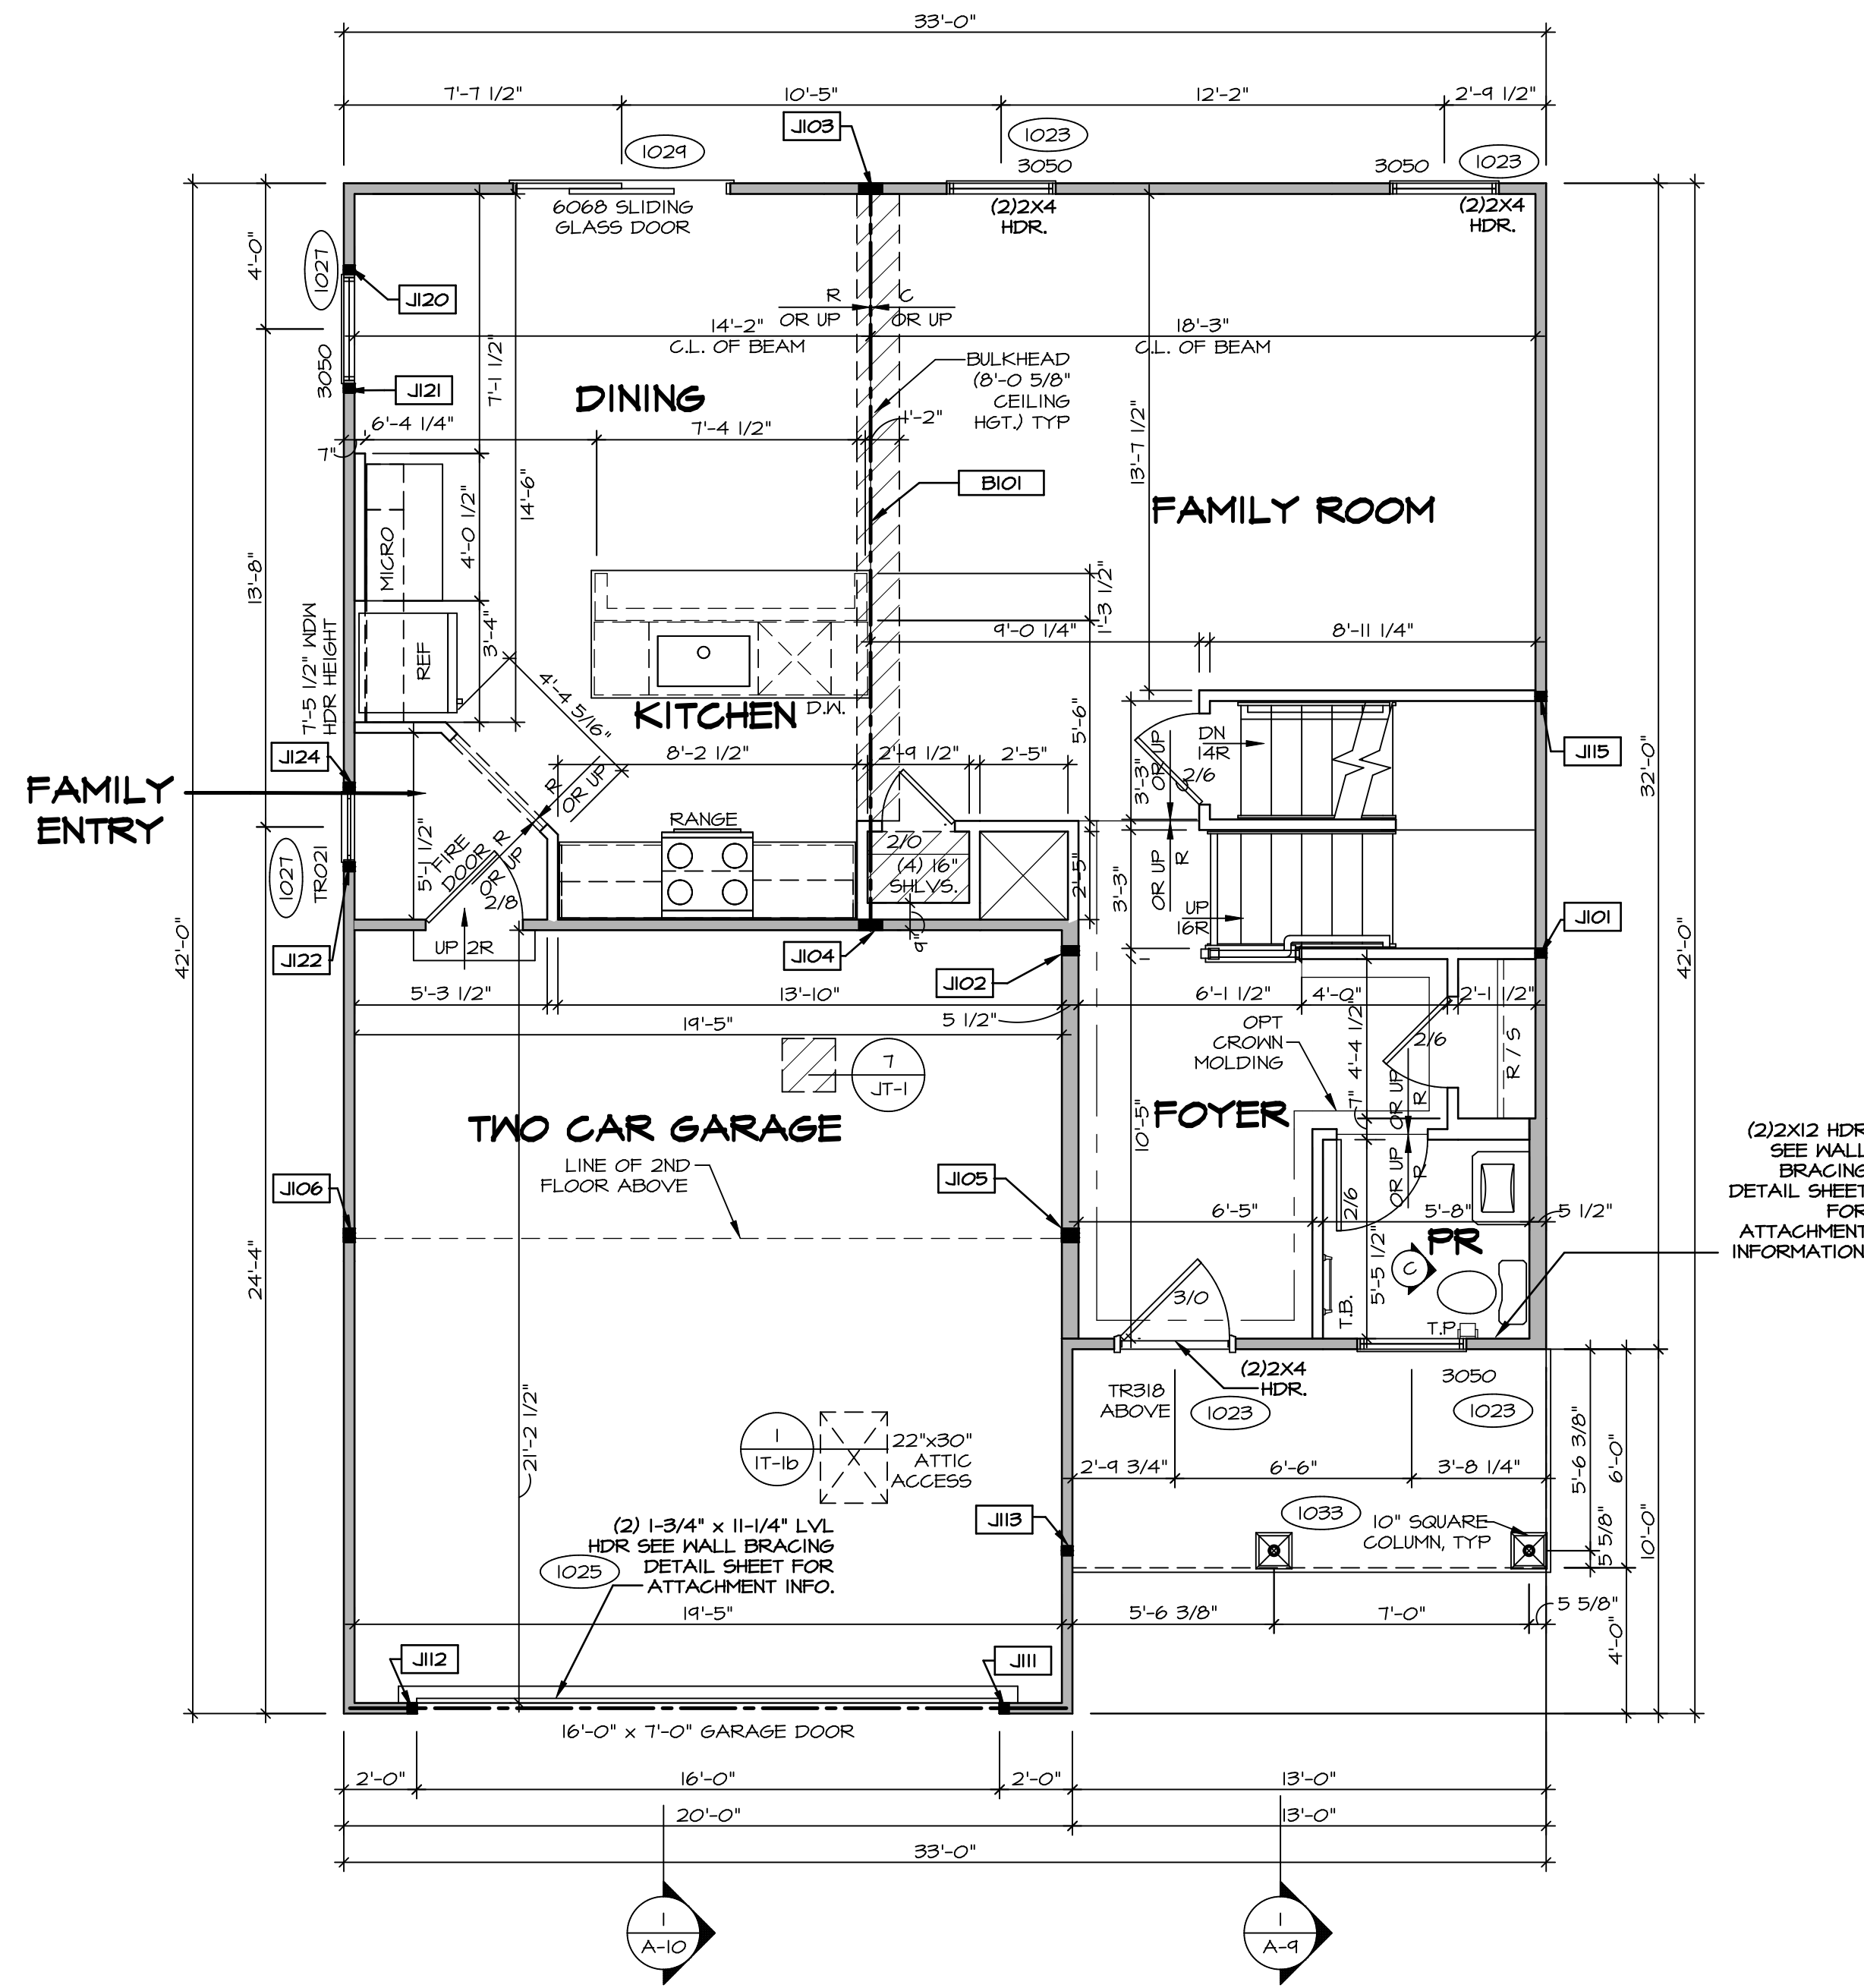 33'-0"
7'-7 1/2"
10'-5"
12'-2"
2'-9 1/2"
J103
1029
1023
1023
3050
3050
6068 SLIDING
GLASS DOOR
(2)2X4
HDR.
(2)2X4
HDR.
4'-0"
1027
J120
R
C
OR UP
OR UP
14'-2"
C.L. OF BEAM
18'-3"
C.L. OF BEAM
3050
J121
7'-1 1/2"
DINING
BULKHEAD
(8'-0 5/8"
CEILING
HGT.) TYP
6'-4 1/4"
7'-4 1/2"
1'-2"
7"
13'-7 1/2"
B101
FAMILY ROOM
14'-6"
4'-0 1/2"
MICRO
13'-8"
7'-5 1/2" WDW
HDR HEIGHT
REF
3'-4"
4'-4 5/16"
1'-3 1/2"
9'-0 1/4"
8'-11 1/4"
KITCHEN
D.W.
5'-6"
DN
14R
J115
32'-0"
J124
8'-2 1/2"
2'-9 1/2"
2'-5"
3'-3"
OR UP
2/6
FAMILY
ENTRY
R
OR UP
RANGE
5'-1 1/2"
FIRE
DOOR
R
OR UP
2/8
2/0
(4) 16"
SHLVS.
2'-5"
3'-3"
OR UP
R
1027
TR021
UP
16R
J101
42'-0"
42'-0"
J122
UP 2R
J104
9"
J102
5'-3 1/2"
13'-10"
6'-1 1/2"
4'-0"
2'-1 1/2"
19'-5"
5 1/2"
OPT
CROWN
MOLDING
4'-4 1/2"
2/6
R / S
7
JT-1
TWO CAR GARAGE
FOYER
7"
OR UP
R
10'-5"
(2)2X12 HDR
SEE WALL
BRACING
DETAIL SHEET
FOR
ATTACHMENT
INFORMATION
LINE OF 2ND
FLOOR ABOVE
J106
J105
OR UP
R
2/6
6'-5"
5'-8"
5 1/2"
PR
C
24'-4"
5'-5 1/2"
3/0
T.B.
T.P.
(2)2X4
HDR.
3050
TR318
ABOVE
1023
1023
21'-2 1/2"
1
1T-1b
22"x30"
ATTIC
ACCESS
2'-9 3/4"
6'-6"
3'-8 1/4"
5'-6 3/8"
6'-0"
(2) 1-3/4" x 11-1/4" LVL
HDR SEE WALL BRACING
DETAIL SHEET FOR
ATTACHMENT INFO.
1025
J113
1033
10" SQUARE
COLUMN, TYP
5 5/8"
10'-0"
19'-5"
5'-6 3/8"
7'-0"
5 5/8"
4'-0"
J112
J111
16'-0" x 7'-0" GARAGE DOOR
2'-0"
16'-0"
2'-0"
13'-0"
20'-0"
13'-0"
33'-0"
1
A-10
1
A-9